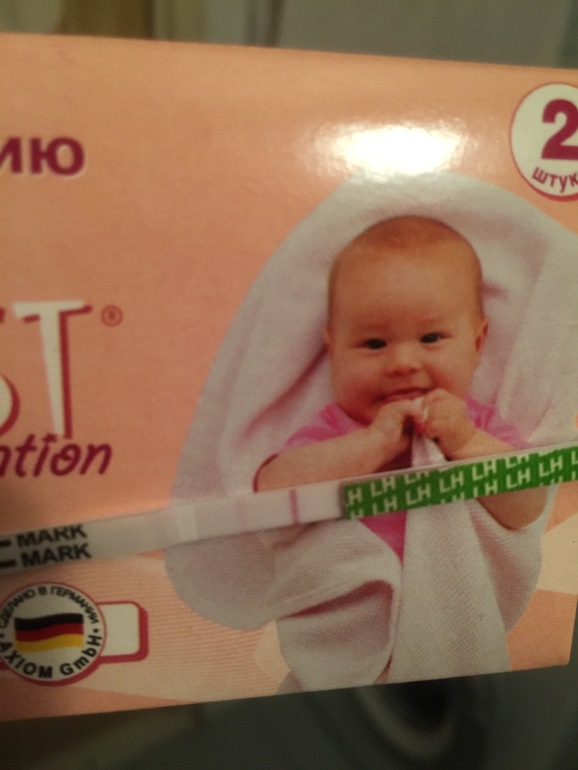 ИЮ
2
ШТУК
ST®
ntion
LH LH LH LH LH LH
LH LH LH LH LH LH
MARK
MARK
СДЕЛАНО В ГЕРМАНИИ
AXIOM GmbH